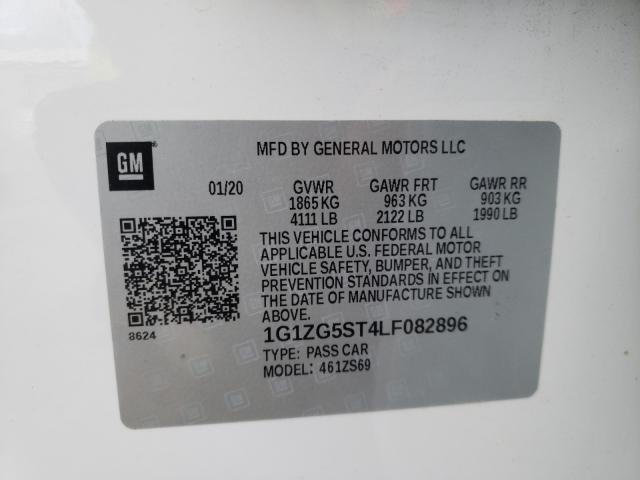 GM
MFD BY GENERAL MOTORS LLC
01/20 GVWR GAWR FRT GAWR RR
1865 KG 963 KG 903 KG
4111 LB 2122 LB 1990 LB
THIS VEHICLE CONFORMS TO ALL
APPLICABLE U.S. FEDERAL MOTOR
VEHICLE SAFETY, BUMPER, AND THEFT
PREVENTION STANDARDS IN EFFECT ON
THE DATE OF MANUFACTURE SHOWN
ABOVE.
8624
1G1ZG5ST4LF082896
TYPE: PASS CAR
MODEL: 461ZS69